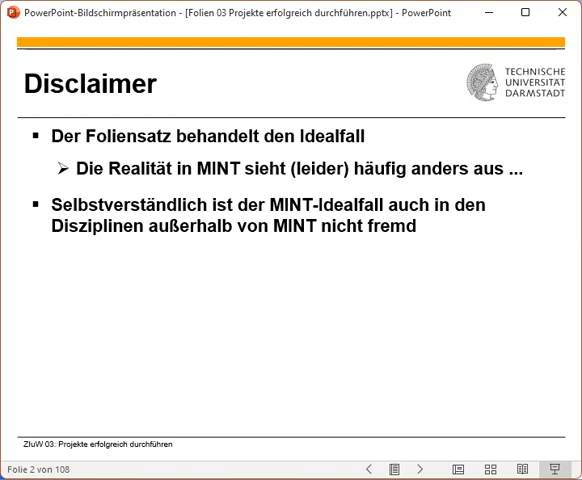 PowerPoint-Bildschirmpräsentation - [Folien 03 Projekte erfolgreich durchführen.pptx] - PowerPoint
Disclaimer
TECHNISCHE
UNIVERSITÄT
DARMSTADT
Der Foliensatz behandelt den Idealfall
Die Realität in MINT sieht (leider) häufig anders aus ...
Selbstverständlich ist der MINT-Idealfall auch in den
Disziplinen außerhalb von MINT nicht fremd
ZIuW 03: Projekte erfolgreich durchführen
Folie 2 von 108